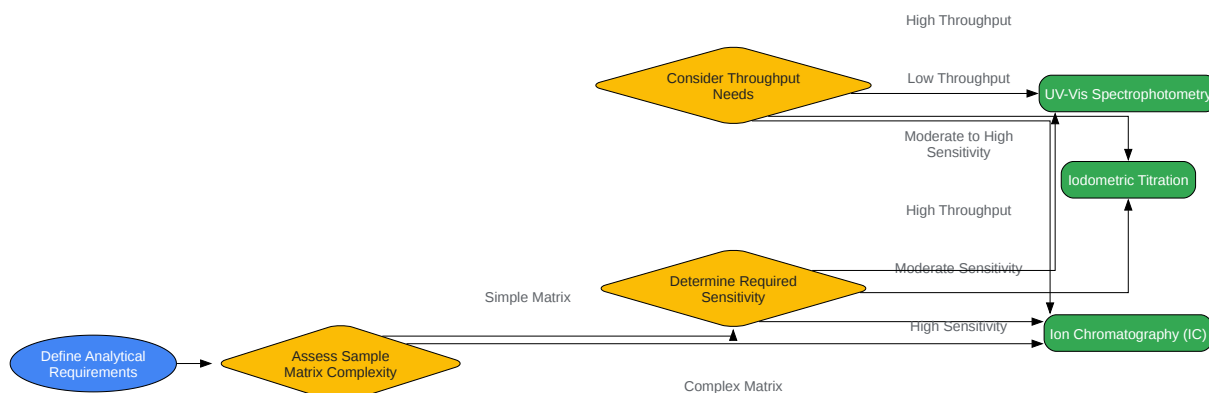 High Throughput
Consider Throughput
Needs
Low Throughput
UV-Vis Spectrophotometry
Moderate to High
Sensitivity
Iodometric Titration
High Throughput
Determine Required
Sensitivity
Moderate Sensitivity
Simple Matrix
High Sensitivity
Ion Chromatography (IC)
Define Analytical
Requirements
Assess Sample
Matrix Complexity
Complex Matrix